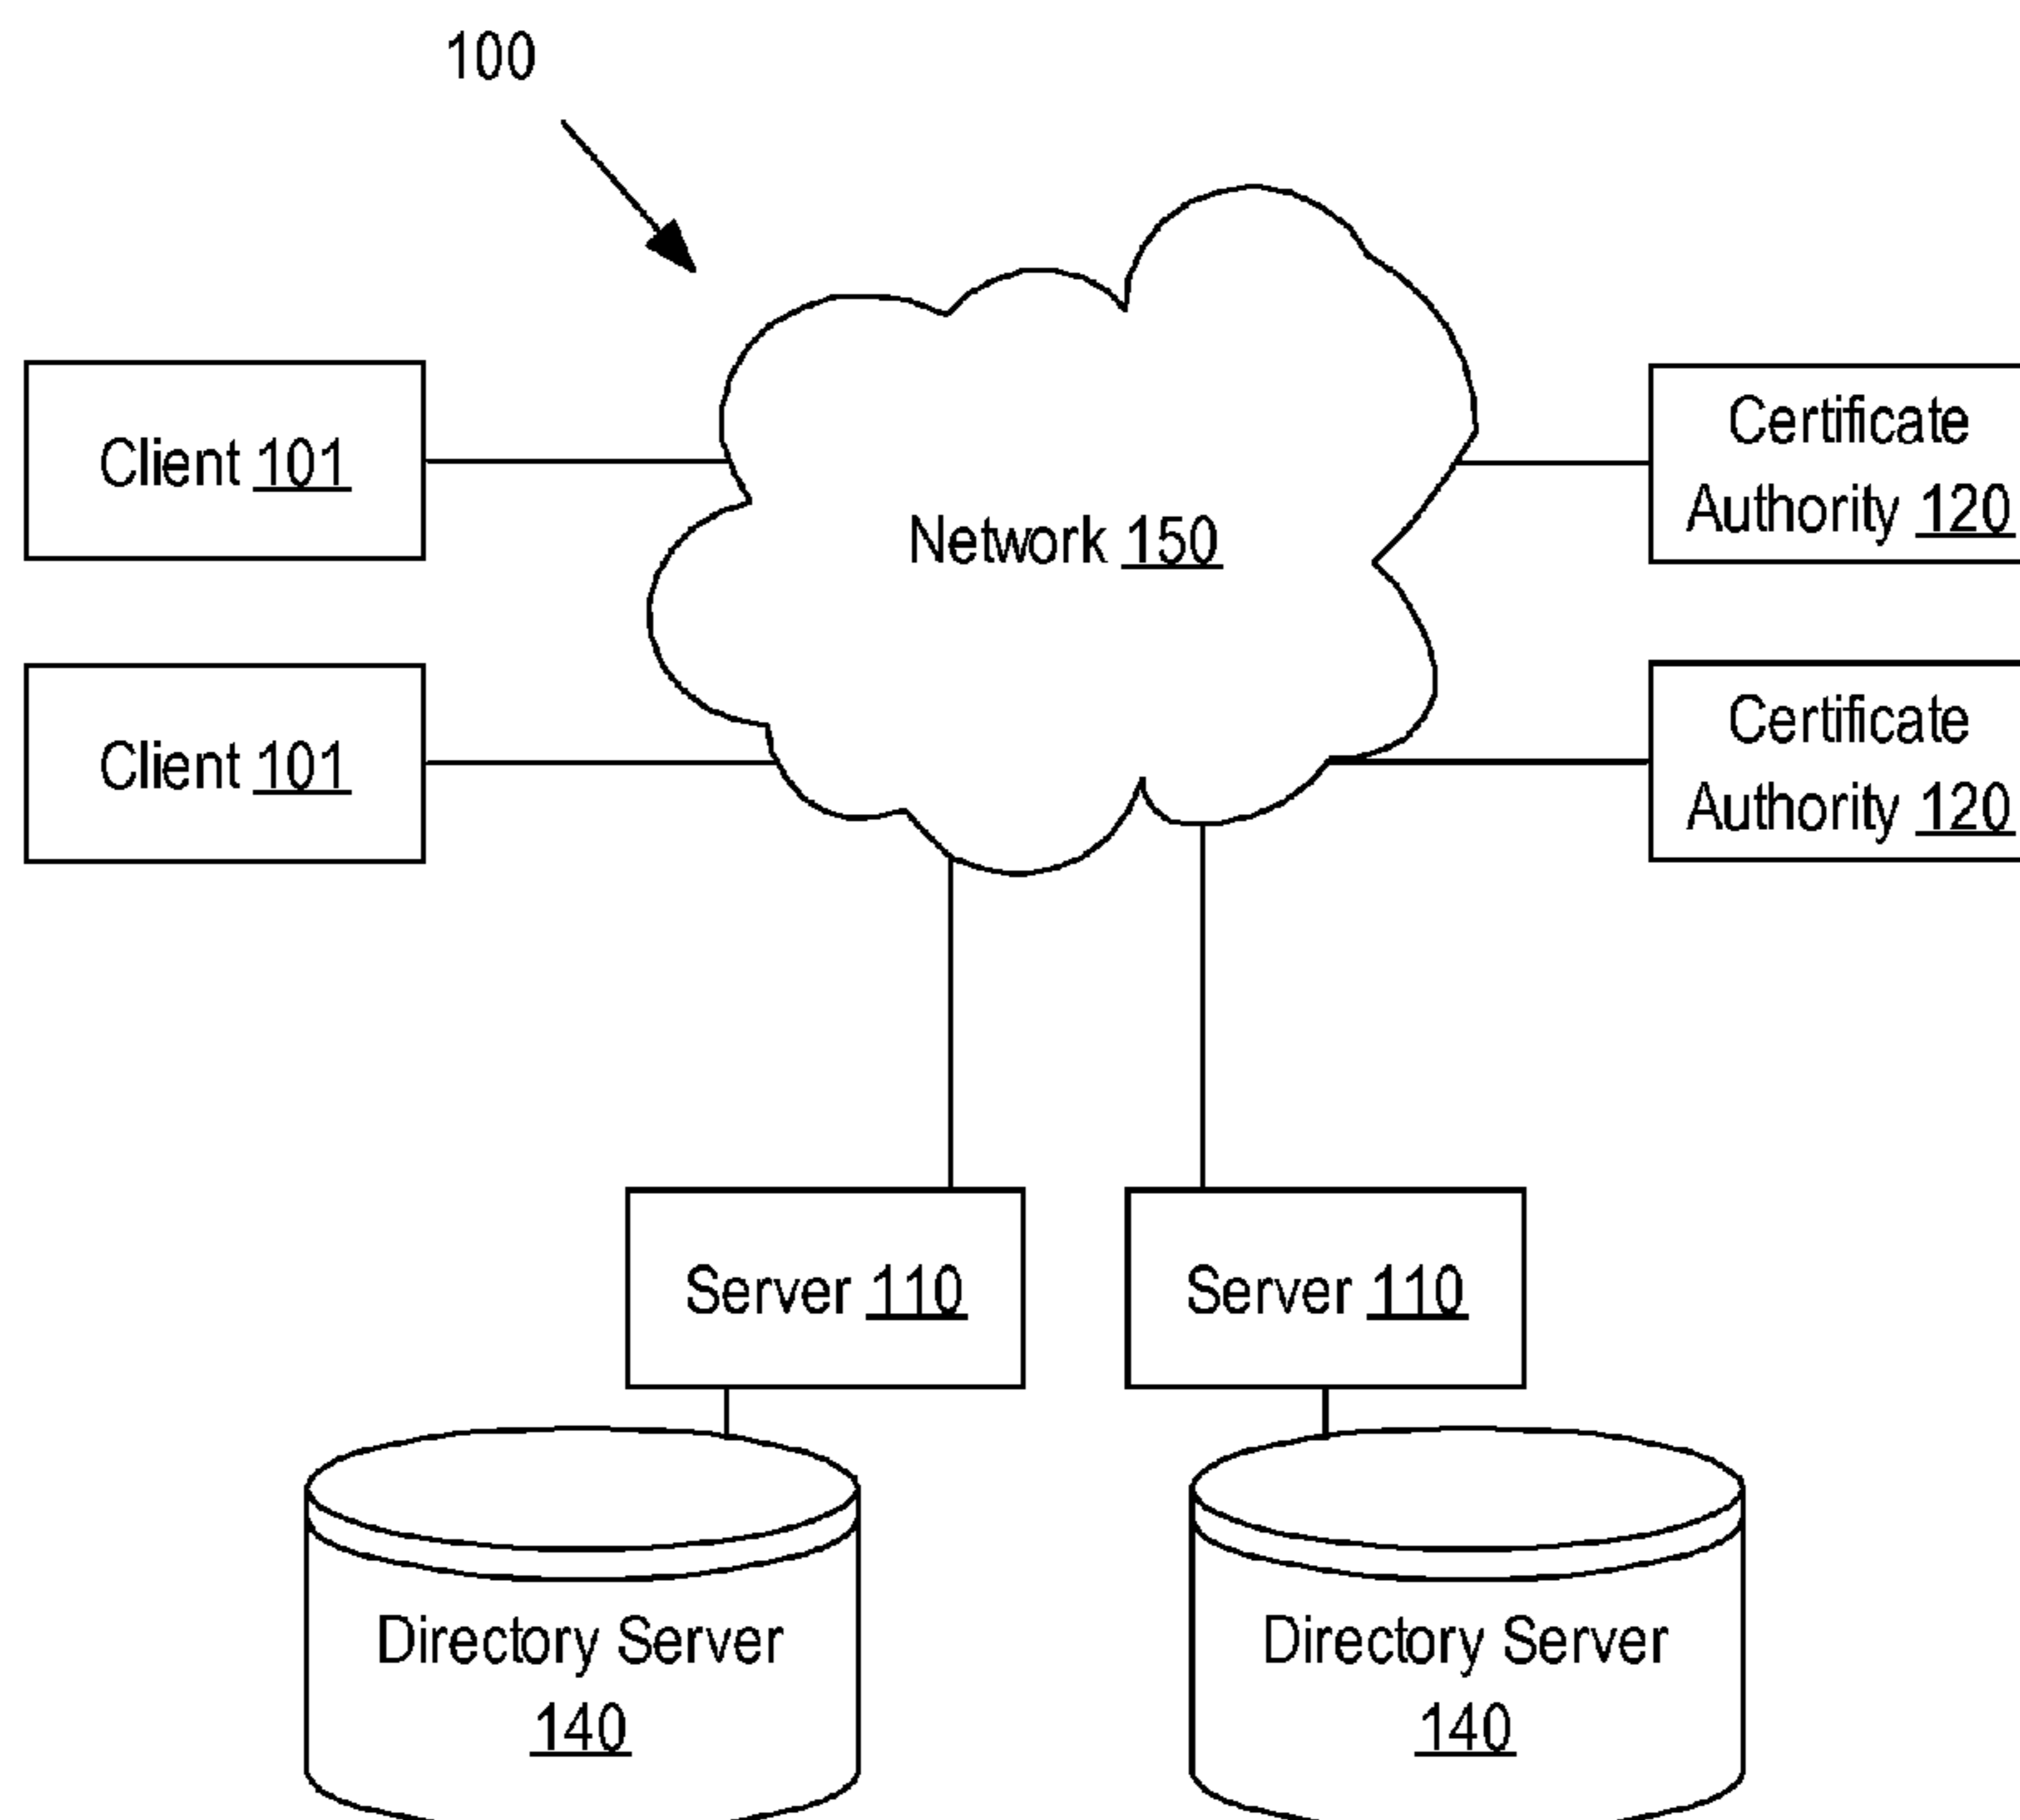 100
Client 101
Network 150
Certificate
Authority 120
Client 101
Certificate
Authority 120
Server 110
Server 110
Directory Server
140
Directory Server
140